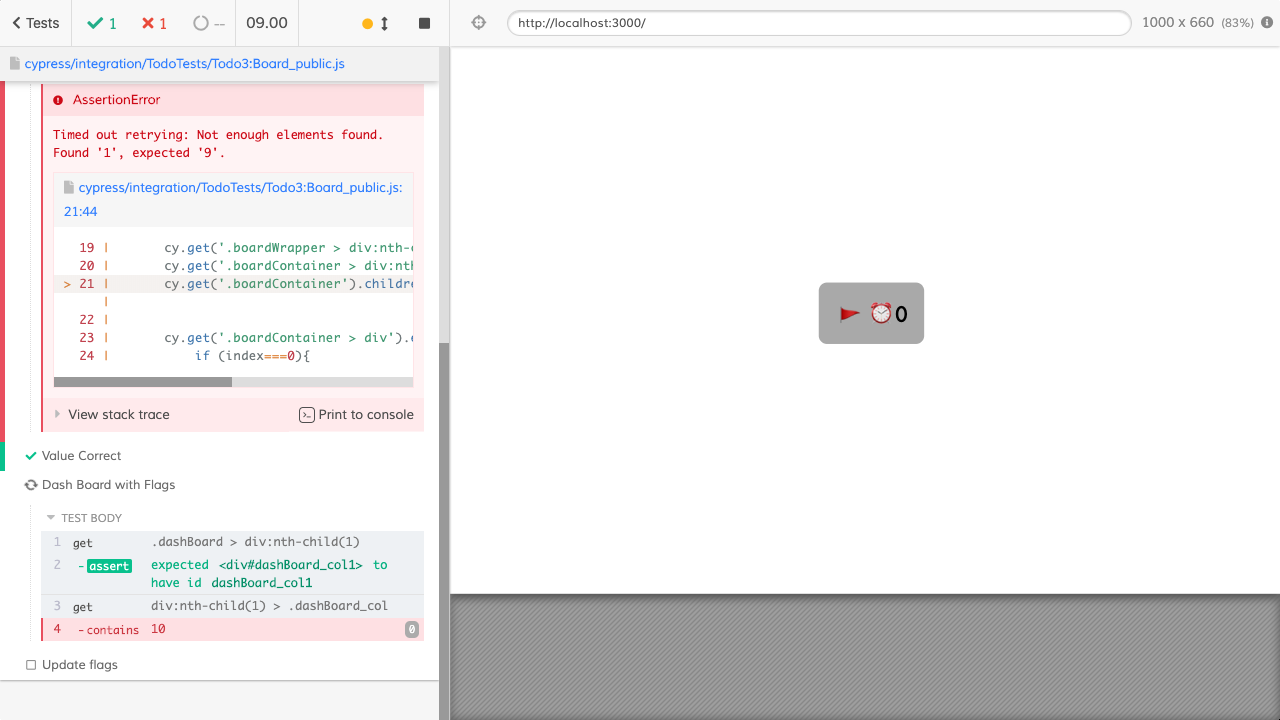 Tests
1
1
--
09.00
http://localhost:3000/
1000 x 660 (83%)
cypress/integration/TodoTests/Todo3:Board_public.js
AssertionError
Timed out retrying: Not enough elements found.
Found '1', expected '9'.
cypress/integration/TodoTests/Todo3:Board_public.js:
21:44
19 | cy.get('.boardWrapper > div:nth-
20 | cy.get('.boardContainer > div:nth
> 21 | cy.get('.boardContainer').childre
|
22 |
23 | cy.get('.boardContainer > div').
24 | if (index===0){
View stack trace
Print to console
Value Correct
Dash Board with Flags
TEST BODY
1 get .dashBoard > div:nth-child(1)
2 -assert expected <div#dashBoard_col1> to
have id dashBoard_col1
3 get div:nth-child(1) > .dashBoard_col
4 -contains 10 0
Update flags
0